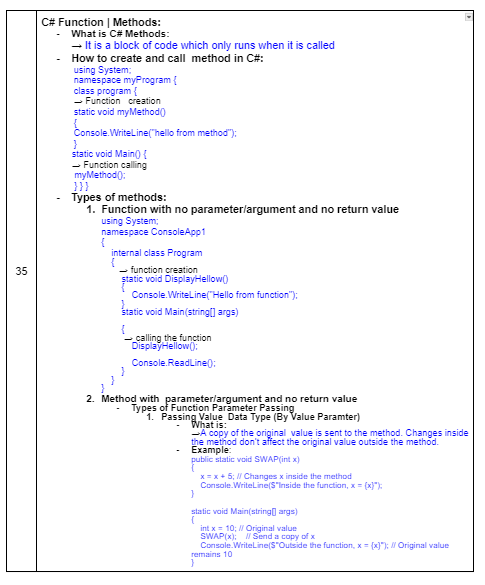 C# Function | Methods:
- What is C# Methods:
→ It is a block of code which only runs when it is called
- How to create and call method in C#:
using System;
namespace myProgram {
class program {
→ Function creation
static void myMethod()
{
Console.WriteLine("hello from method");
}
static void Main() {
→ Function calling
myMethod();
} } }
- Types of methods:
1. Function with no parameter/argument and no return value
using System;
namespace ConsoleApp1
{
internal class Program
{
→ function creation
static void DisplayHellow()
{
Console.WriteLine("Hello from function");
}
static void Main(string[] args)
{
→ calling the function
DisplayHellow();
Console.ReadLine();
}
}
}
35
2. Method with parameter/argument and no return value
- Types of Function Parameter Passing
1. Passing Value Data Type (By Value Paramter)
- What is:
→A copy of the original value is sent to the method. Changes inside
the method don't affect the original value outside the method.
- Example:
public static void SWAP(int x)
{
x = x + 5; // Changes x inside the method
Console.WriteLine($"Inside the function, x = {x}");
}
static void Main(string[] args)
{
int x = 10; // Original value
SWAP(x); // Send a copy of x
Console.WriteLine($"Outside the function, x = {x}"); // Original value
remains 10
}